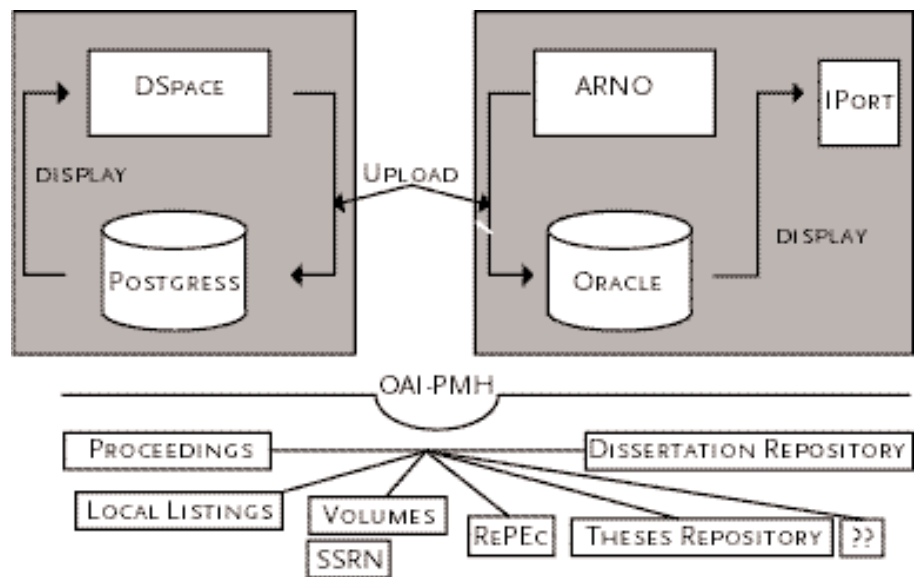 DSPACE
ARNO
IPORT
DISPLAY
UPLOAD
DISPLAY
POSTGRESS
ORACLE
OAI-PMH
PROCEEDINGS
DISSERTATION REPOSITORY
LOCAL LISTINGS
VOLUMES
REPEC
THESES REPOSITORY
??
SSRN